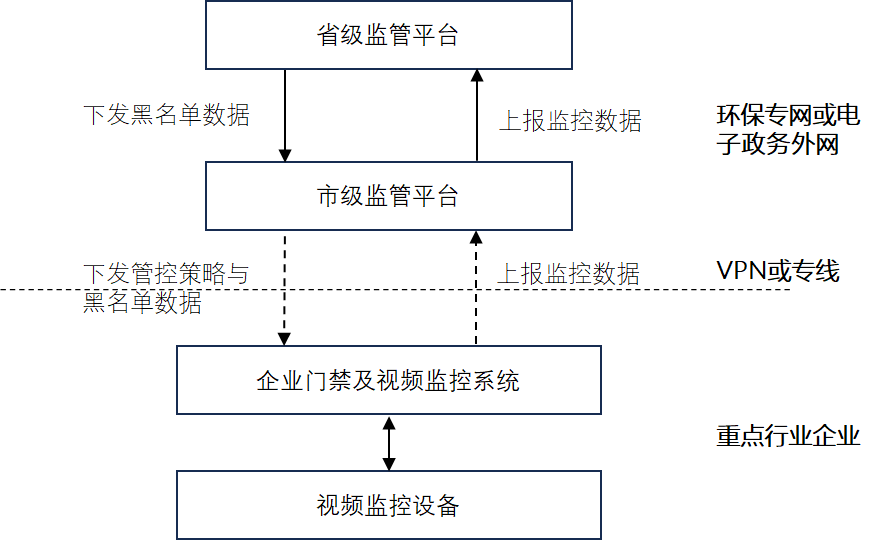 省级监管平台
下发黑名单数据
上报监控数据
环保专网或电
子政务外网
市级监管平台
下发管控策略与
黑名单数据
上报监控数据
VPN或专线
企业门禁及视频监控系统
重点行业企业
视频监控设备